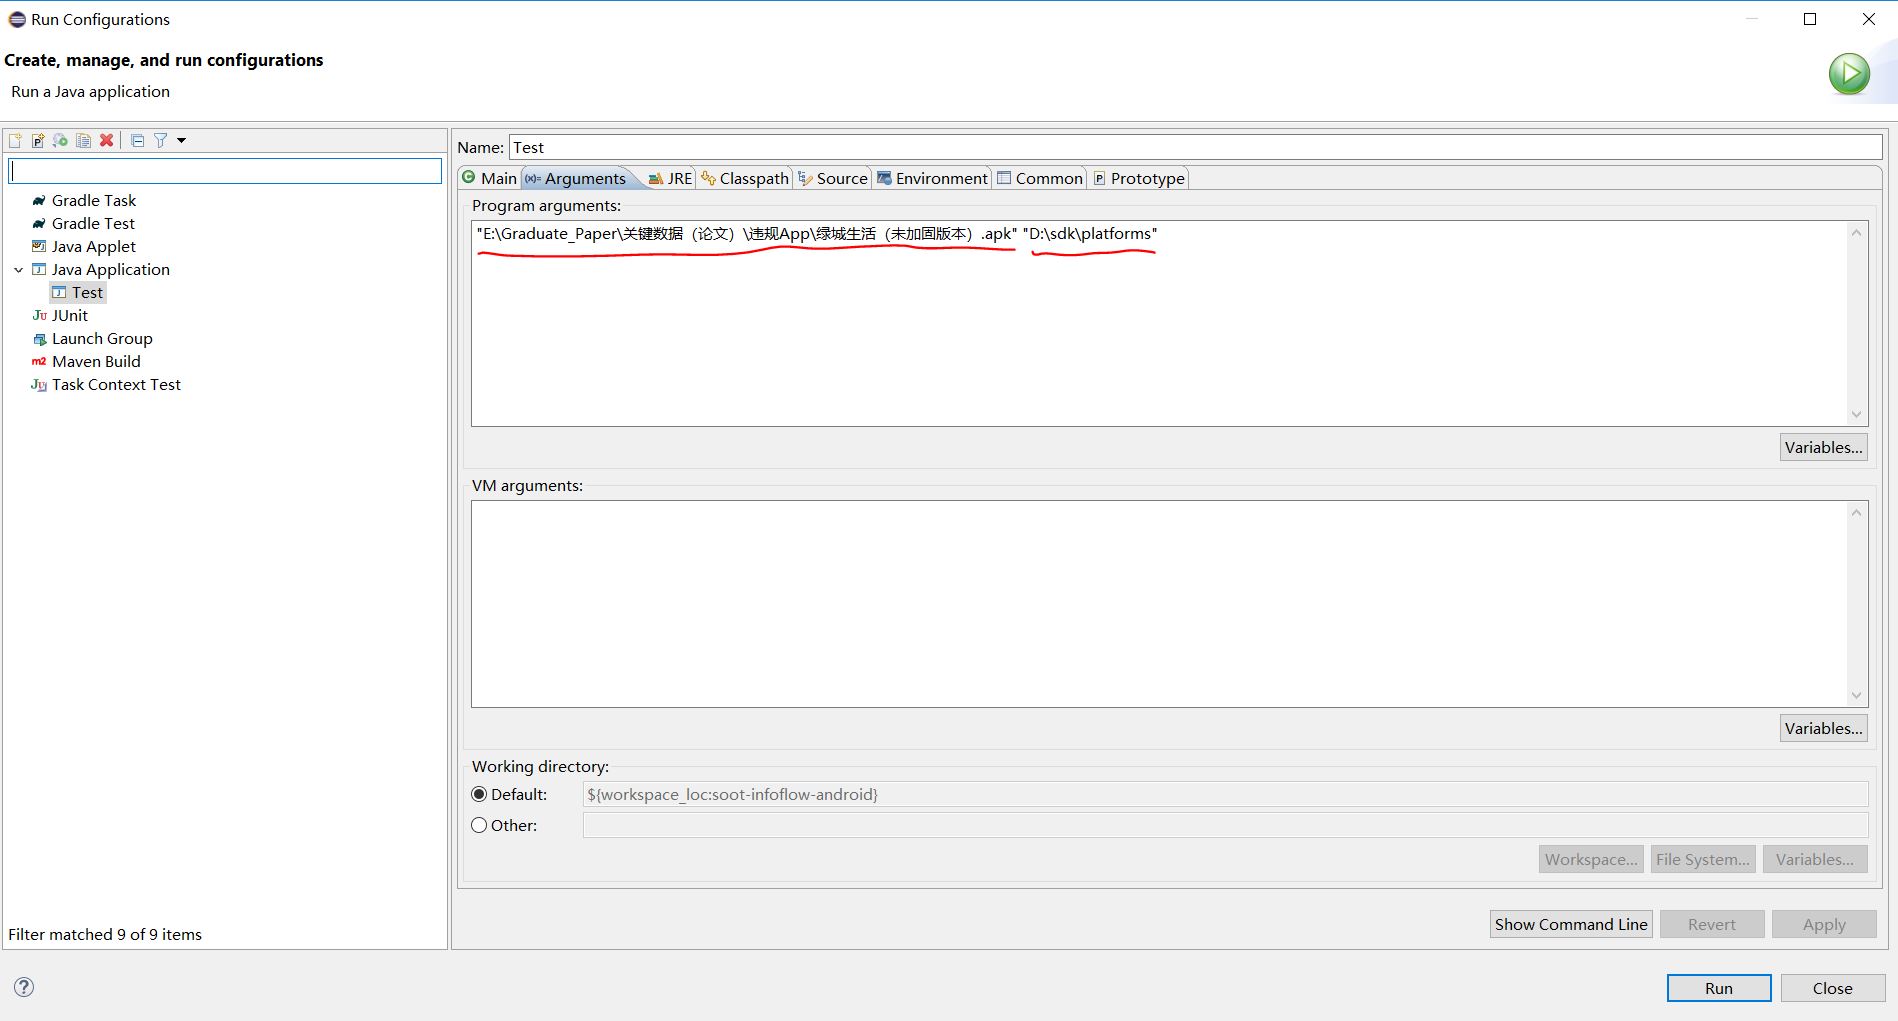 Run Configurations
Create, manage, and run configurations
Run a Java application
Gradle Task
Gradle Test
Java Applet
Java Application
Test
JUnit
Launch Group
Maven Build
Task Context Test
Filter matched 9 of 9 items
Name: Test
Main Arguments JRE Classpath Source Environment Common Prototype
Program arguments:
"E:\Graduate_Paper\关键数据（论文）\违规App\绿城生活（未加固版本）.apk" "D:\sdk\platforms"
Variables...
VM arguments:
Variables...
Working directory:
Default: ${workspace_loc:soot-infoflow-android}
Other:
Workspace... File System... Variables...
Show Command Line Revert Apply
Run Close